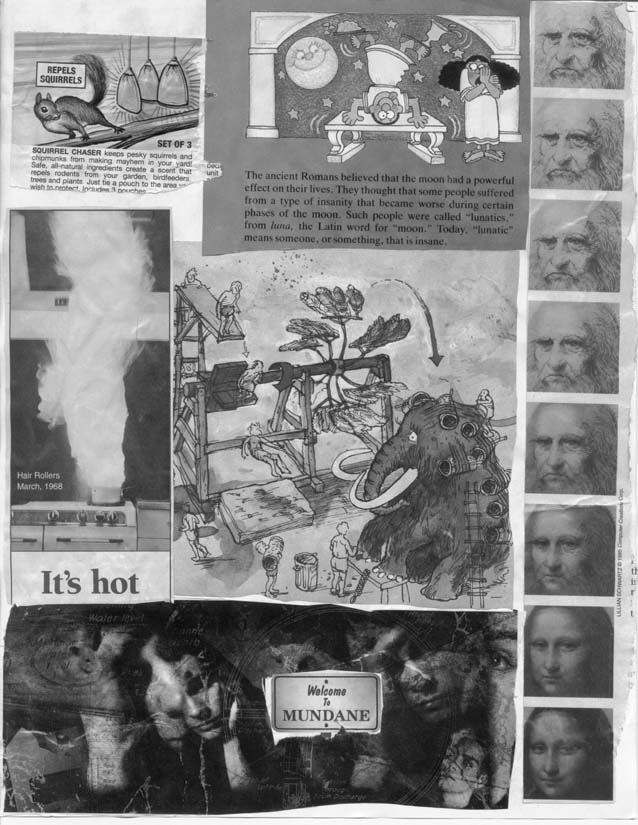 REPELS
SQUIRRELS
SET OF 3
SQUIRREL CHASER keeps pesky squirrels and
chipmunks from making mayhem in your yard!
Safe, all-natural ingredients create a scent that
repels rodents from your garden, birdfeeders,
trees and plants. Just tie a pouch to the area
wish to protect. Includes 3 pouches
unit
The ancient Romans believed that the moon had a powerful
effect on their lives. They thought that some people suffered
from a type of insanity that became worse during certain
phases of the moon. Such people were called "lunatics,"
from luna, the Latin word for "moon." Today, "lunatic"
means someone, or something, that is insane.
Hair Rollers
March, 1968
It's hot
LILLIAN SCHWARTZ © 1995 Computer Creations Corp.
Water level
Welcome
To
MUNDANE